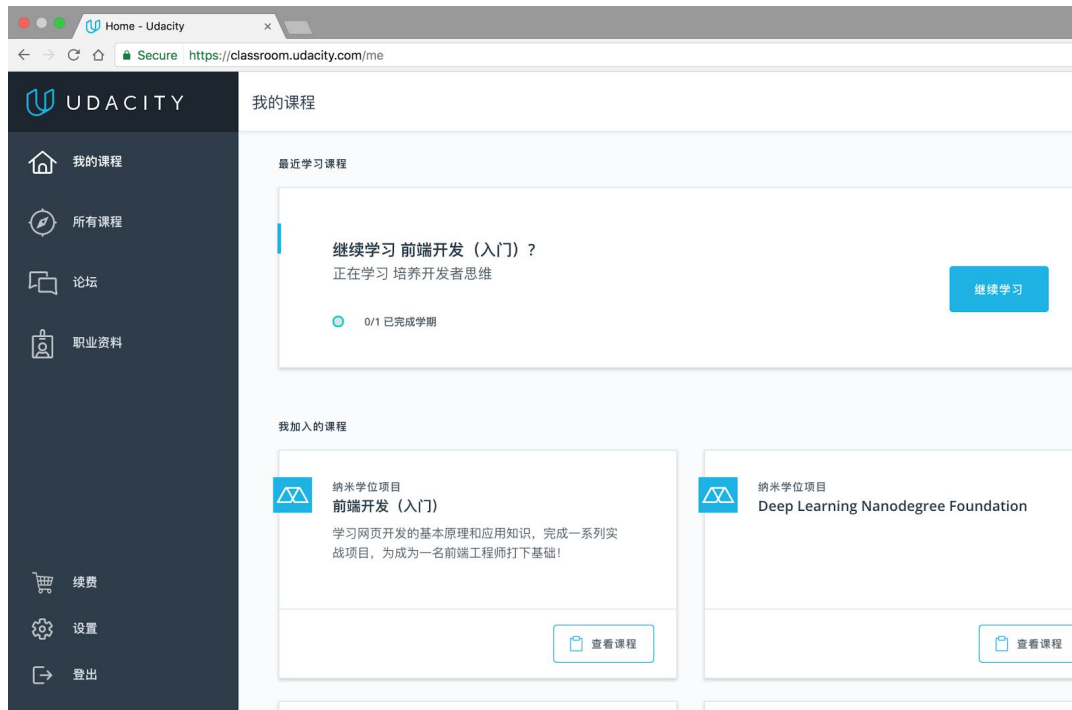 Home - Udacity
Secure https://classroom.udacity.com/me
UDACITY
我的课程
我的课程
所有课程
论坛
职业资料
续费
设置
登出
最近学习课程
继续学习 前端开发（入门）?
正在学习 培养开发者思维
0/1 已完成学期
继续学习
我加入的课程
纳米学位项目
前端开发（入门）
学习网页开发的基本原理和应用知识，完成一系列实
战项目，为成为一名前端工程师打下基础！
查看课程
纳米学位项目
Deep Learning Nanodegree Foundation
查看课程